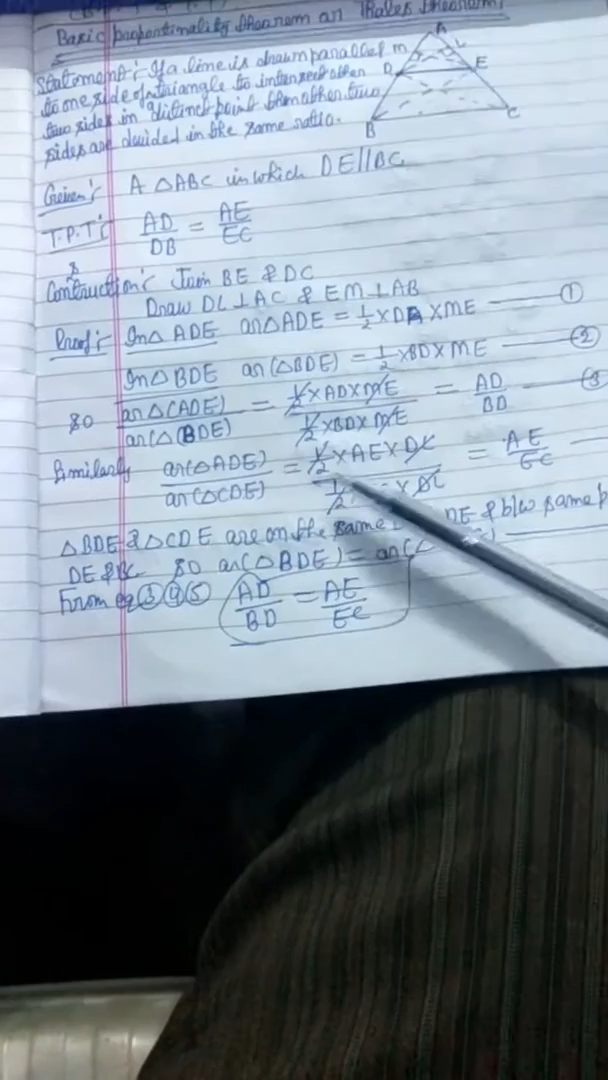 Basic proportionality theorem or Thales theorem
Statement:- If a line is drawn parallel
to one side of a triangle to intersect other
two sides in distinct point then other two
sides are devided in the same ratio.
A
m L
D E
B C
Given:- A △ABC in which DE||BC
T.P.T:- AD/DB = AE/EC
Contruction:- Join BE & DC
Draw DL⊥AC & EM⊥AB
Proof:- In △ADE ar△ADE = 1/2 × DA × ME — ①
In △BDE ar(△BDE) = 1/2 × BD × ME — ②
So ar△(ADE)/ar△(BDE) = 1/2 × AD × ME / 1/2 × BD × ME = AD/BD — ③
Similarly ar(△ADE)/ar(△CDE) = 1/2 × AE × DL / 1/2 × DL = AE/EC —
△BDE & △CDE are on the same DE & b/w same
DE & BC So ar(△BDE) = ar(△
From eq ③ ④ ⑤ AD/BD = AE/EC